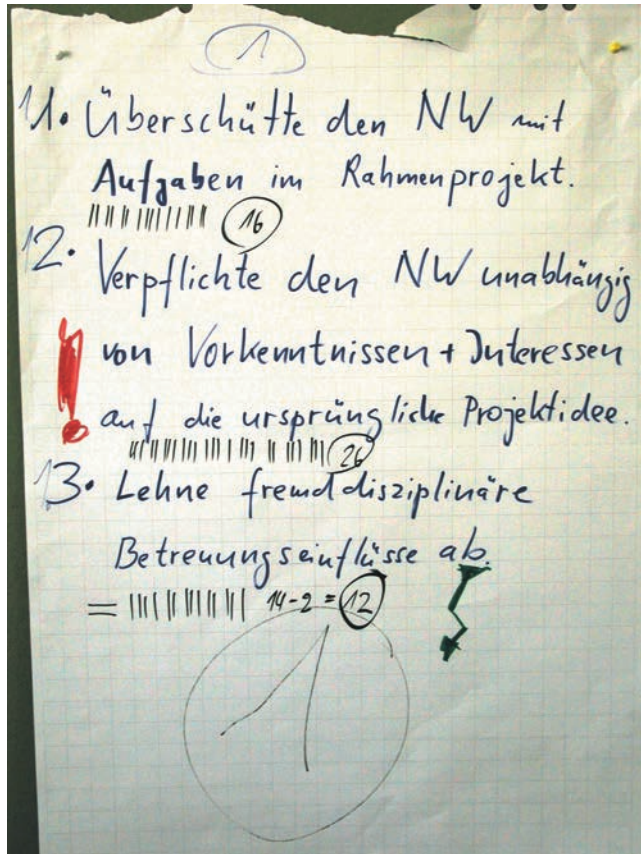 1
11. Überschütte den NW mit
Aufgaben im Rahmenprojekt.
16
12. Verpflichte den NW unabhängig
! von Vorkenntnissen + Interessen
auf die ursprüngliche Projektidee.
26
13. Lehne fremddisziplinäre
Betreuungseinflüsse ab.
= 14-2 = 12
1